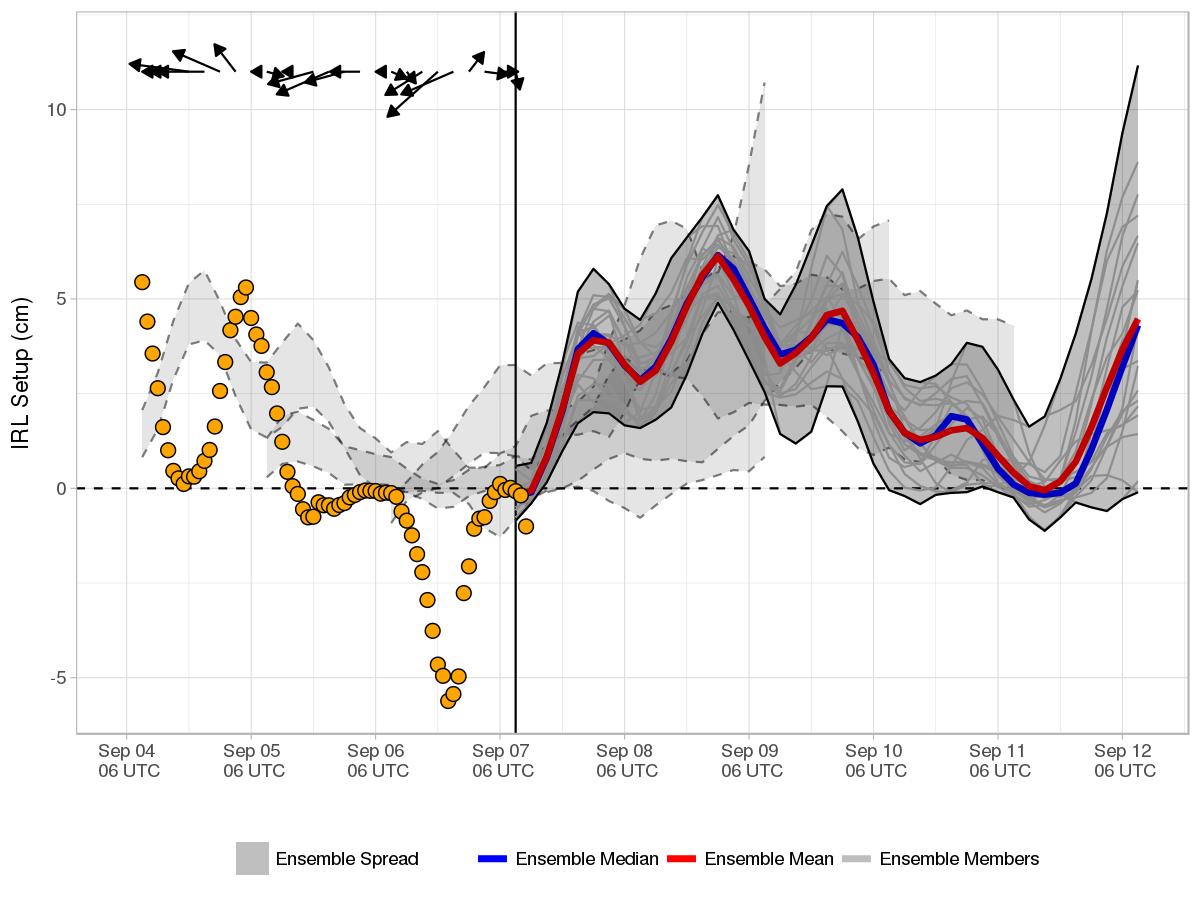 IRL Setup (cm)
10
5
0
-5
Sep 04 Sep 05 Sep 06 Sep 07 Sep 08 Sep 09 Sep 10 Sep 11 Sep 12
06 UTC 06 UTC 06 UTC 06 UTC 06 UTC 06 UTC 06 UTC 06 UTC 06 UTC
Ensemble Spread Ensemble Median Ensemble Mean Ensemble Members